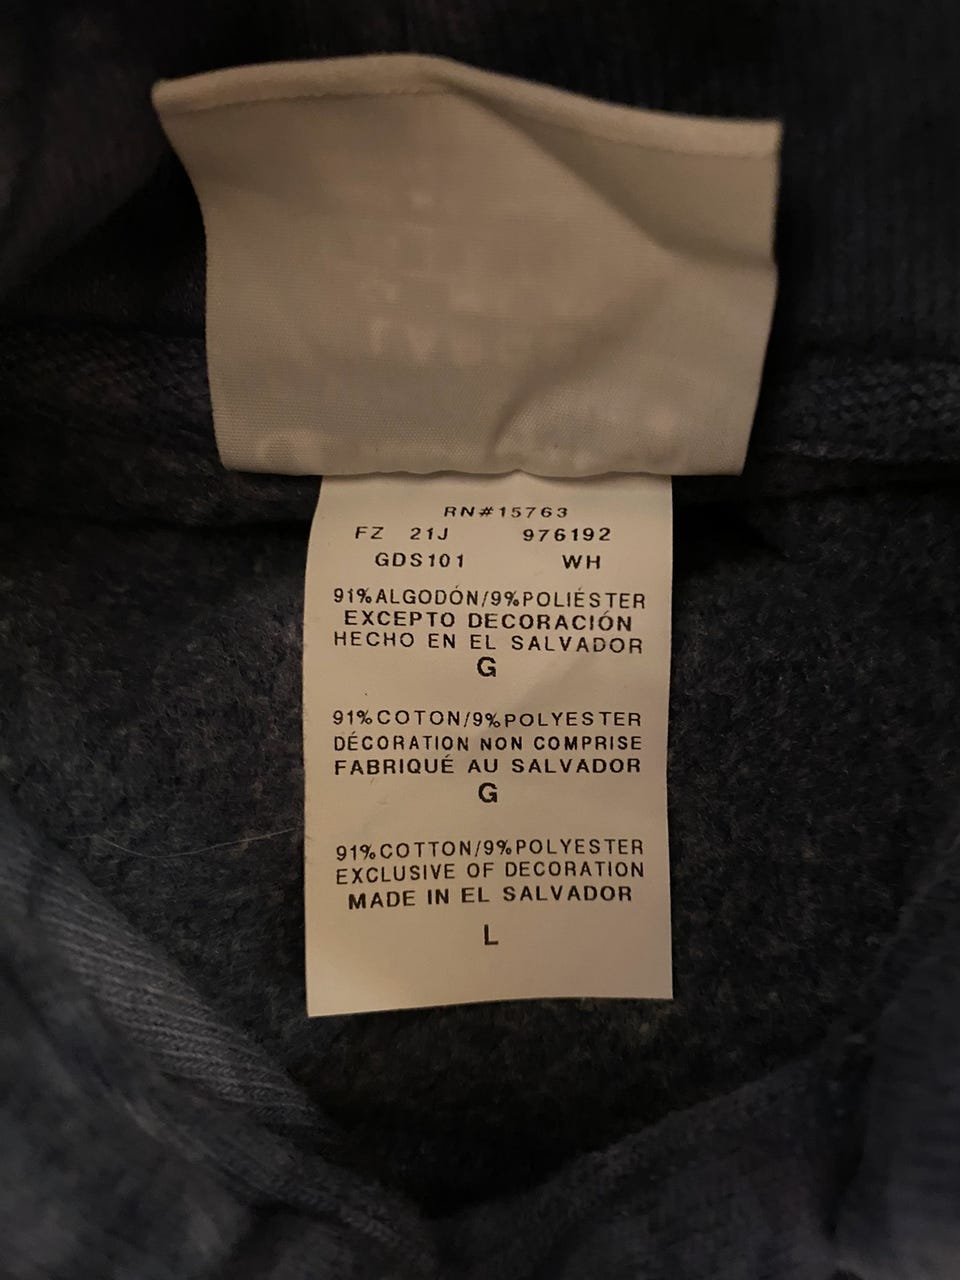 RN#15763
FZ 21J 976192
GDS101 WH
91%ALGODÓN/9%POLIÉSTER
EXCEPTO DECORACIÓN
HECHO EN EL SALVADOR
G
91%COTON/9%POLYESTER
DÉCORATION NON COMPRISE
FABRIQUÉ AU SALVADOR
G
91%COTTON/9%POLYESTER
EXCLUSIVE OF DECORATION
MADE IN EL SALVADOR
L